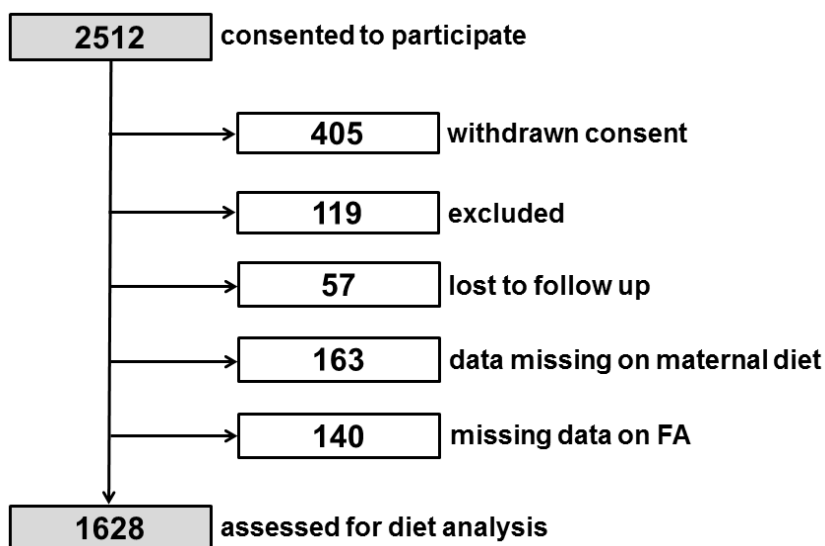 2512 consented to participate
405 withdrawn consent
119 excluded
57 lost to follow up
163 data missing on maternal diet
140 missing data on FA
1628 assessed for diet analysis